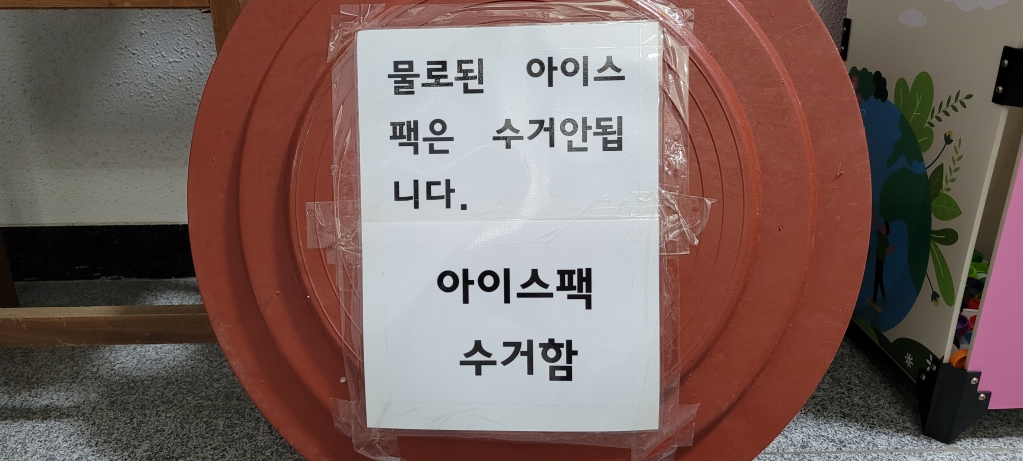 물로된 아이스
팩은 수거안됩
니다.
아이스팩
수거함